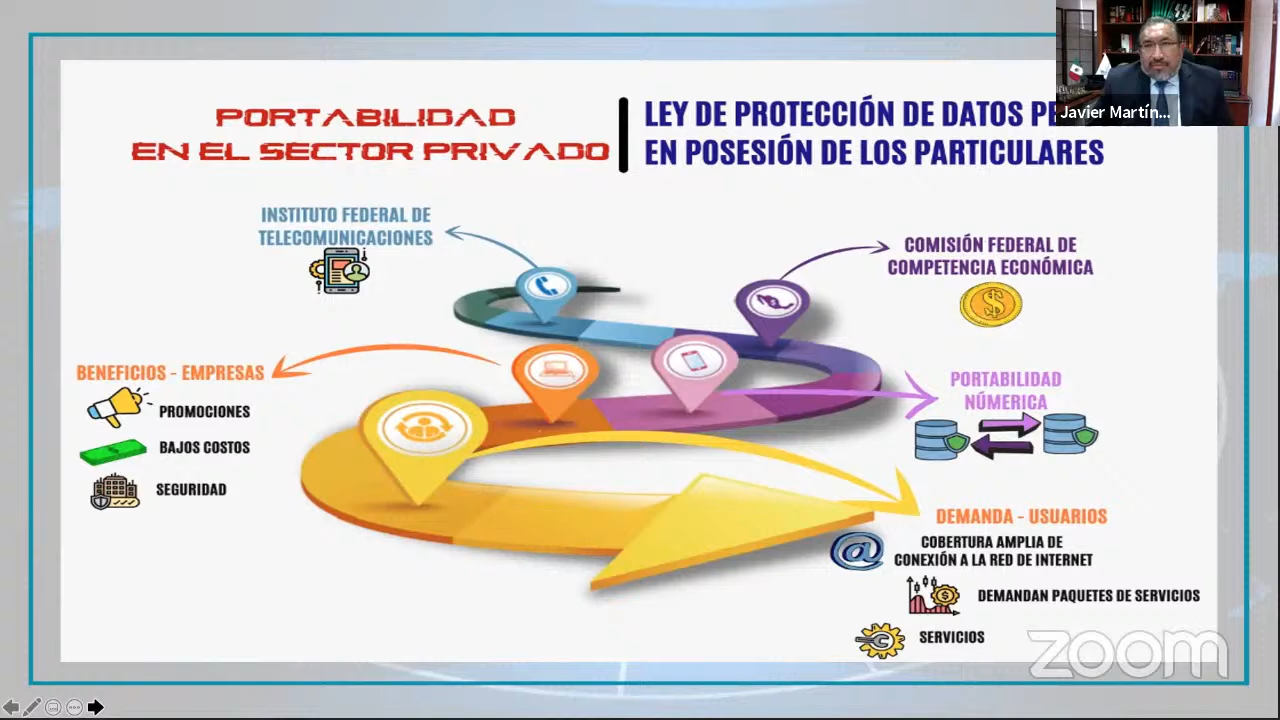 PORTABILIDAD
EN EL SECTOR PRIVADO
LEY DE PROTECCIÓN DE DATOS
EN POSESIÓN DE LOS PARTICULARES
Javier Martín...
INSTITUTO FEDERAL DE
TELECOMUNICACIONES
COMISIÓN FEDERAL DE
COMPETENCIA ECONÓMICA
BENEFICIOS - EMPRESAS
PROMOCIONES
BAJOS COSTOS
SEGURIDAD
PORTABILIDAD
NÚMERICA
DEMANDA - USUARIOS
COBERTURA AMPLIA DE
CONEXIÓN A LA RED DE INTERNET
DEMANDAN PAQUETES DE SERVICIOS
SERVICIOS
zoom